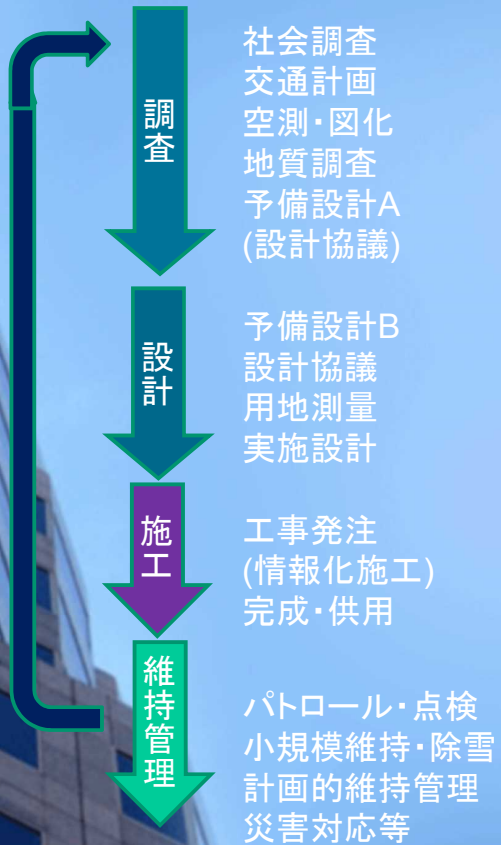 調査
社会調査
交通計画
空測・図化
地質調査
予備設計A
(設計協議)
設計
予備設計B
設計協議
用地測量
実施設計
施工
工事発注
(情報化施工)
完成・供用
維持管理
パトロール・点検
小規模維持・除雪
計画的維持管理
災害対応等